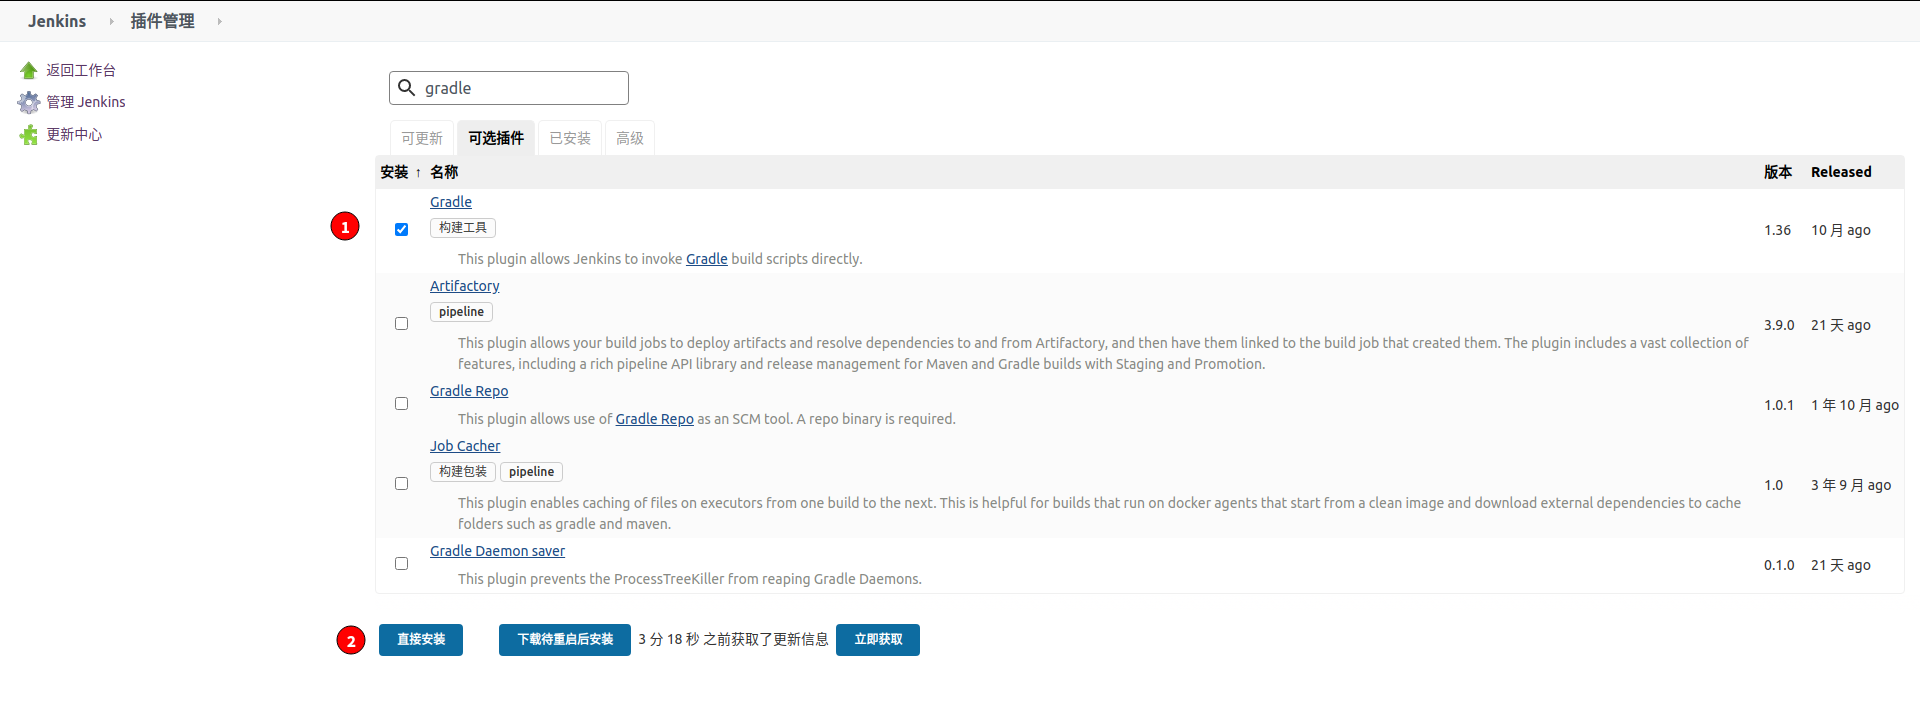 Jenkins 插件管理
返回工作台
管理 Jenkins
更新中心
gradle
可更新 可选插件 已安装 高级
安装 ↑ 名称 版本 Released
Gradle
1 构建工具 1.36 10 月 ago
This plugin allows Jenkins to invoke Gradle build scripts directly.
Artifactory
pipeline
3.9.0 21 天 ago
This plugin allows your build jobs to deploy artifacts and resolve dependencies to and from Artifactory, and then have them linked to the build job that created them. The plugin includes a vast collection of
features, including a rich pipeline API library and release management for Maven and Gradle builds with Staging and Promotion.
Gradle Repo
1.0.1 1 年 10 月 ago
This plugin allows use of Gradle Repo as an SCM tool. A repo binary is required.
Job Cacher
构建包装 pipeline
1.0 3 年 9 月 ago
This plugin enables caching of files on executors from one build to the next. This is helpful for builds that run on docker agents that start from a clean image and download external dependencies to cache
folders such as gradle and maven.
Gradle Daemon saver
0.1.0 21 天 ago
This plugin prevents the ProcessTreeKiller from reaping Gradle Daemons.
2 直接安装 下载待重启后安装 3 分 18 秒 之前获取了更新信息 立即获取